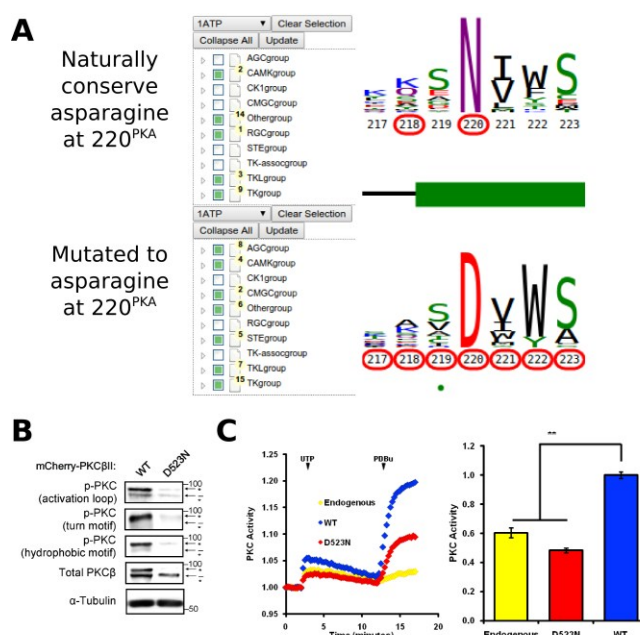 A
Naturally
conserve
asparagine
at 220PKA
1ATP Clear Selection
Collapse All Update
AGCgroup
2 CAMKgroup
CK1group
CMGCgroup
14 Othergroup
1 RGCgroup
STEgroup
TK-assocgroup
3 TKLgroup
9 TKgroup
N
I
V
W
S
217 218 219 220 221 222 223
Mutated to
asparagine
at 220PKA
1ATP Clear Selection
Collapse All Update
8 AGCgroup
4 CAMKgroup
CK1group
2 CMGCgroup
6 Othergroup
RGCgroup
5 STEgroup
TK-assocgroup
7 TKLgroup
15 TKgroup
S D V W S
A
217 218 219 220 221 222 223
B
mCherry-PKCβII: WT D523N
p-PKC
(activation loop)
100
p-PKC
(turn motif)
100
p-PKC
(hydrophobic motif)
100
Total PKCβ
100
α-Tubulin
50
C
UTP PDBu
PKC Activity
1.25
1.20
1.15
1.10
1.05
1.00
0.95
0 5 10 15 20
Time (minutes)
Endogenous
WT
D523N
**
PKC Activity
1.2
1.0
0.8
0.6
0.4
0.2
0.0
Endogenous D523N WT